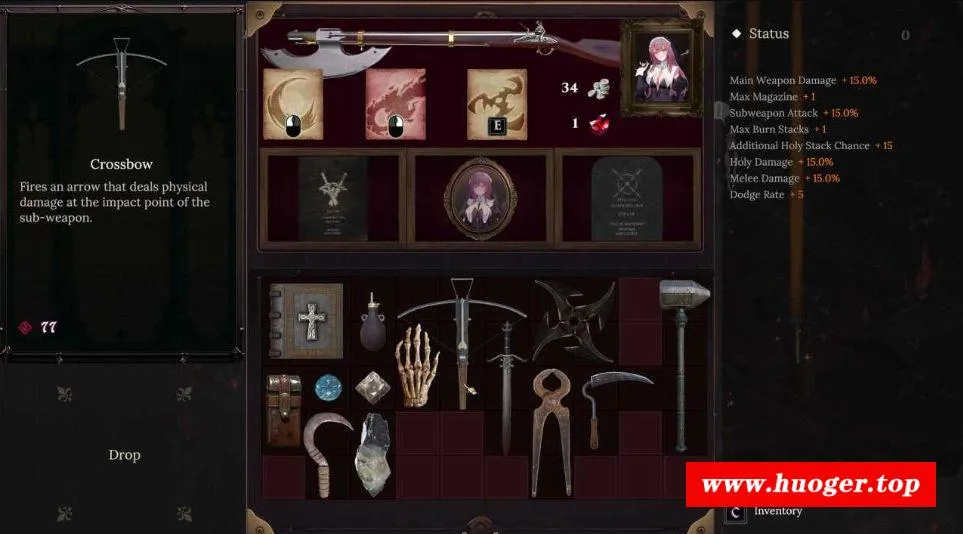 Crossbow
Fires an arrow that deals physical
damage at the impact point of the
sub-weapon.
77
Drop
34
1
E
Status
0
Main Weapon Damage + 15.0%
Max Magazine + 1
Subweapon Attack + 15.0%
Max Burn Stacks + 1
Additional Holy Stack Chance + 15
Holy Damage + 15.0%
Melee Damage + 15.0%
Dodge Rate + 5
www.huoger.top
C Inventory